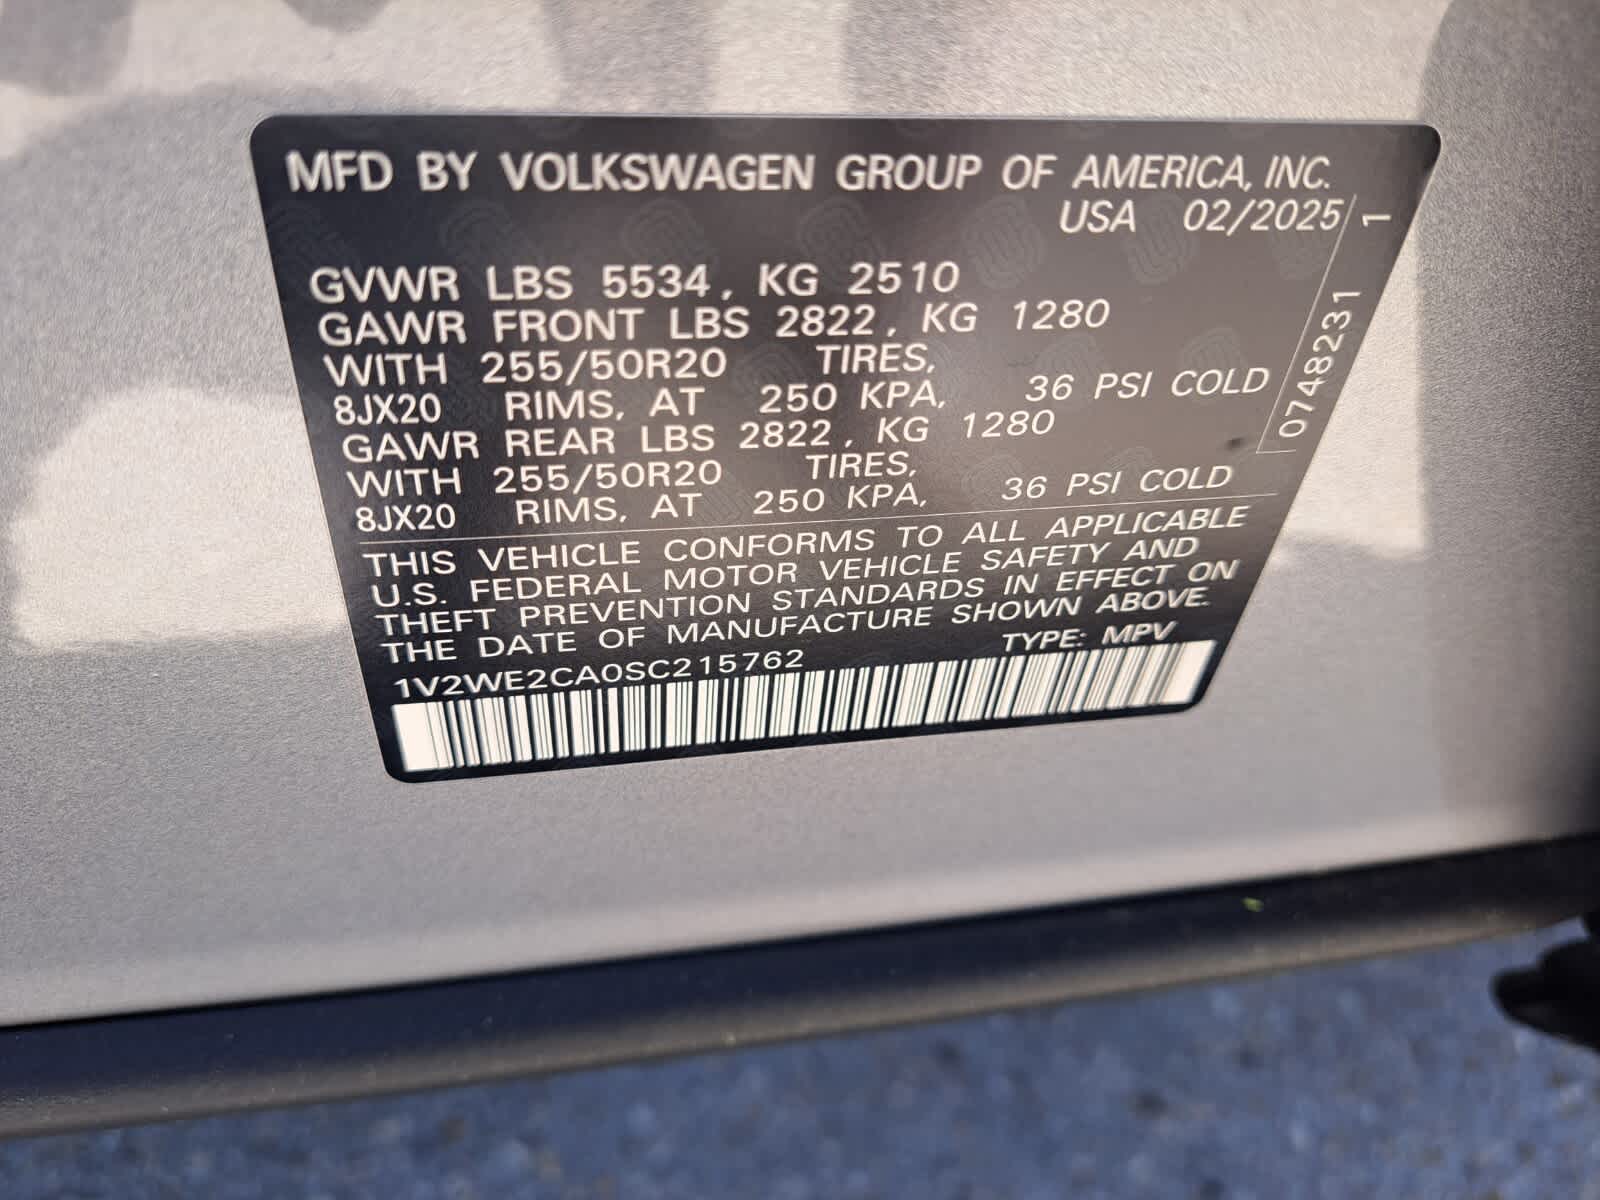 MFD BY VOLKSWAGEN GROUP OF AMERICA, INC.
USA 02/2025
1
0748231
GVWR LBS 5534, KG 2510
GAWR FRONT LBS 2822, KG 1280
WITH 255/50R20 TIRES,
8JX20 RIMS, AT 250 KPA, 36 PSI COLD
GAWR REAR LBS 2822, KG 1280
WITH 255/50R20 TIRES,
8JX20 RIMS, AT 250 KPA, 36 PSI COLD
THIS VEHICLE CONFORMS TO ALL APPLICABLE
U.S. FEDERAL MOTOR VEHICLE SAFETY AND
THEFT PREVENTION STANDARDS IN EFFECT ON
THE DATE OF MANUFACTURE SHOWN ABOVE.
1V2WE2CA0SC215762 TYPE: MPV